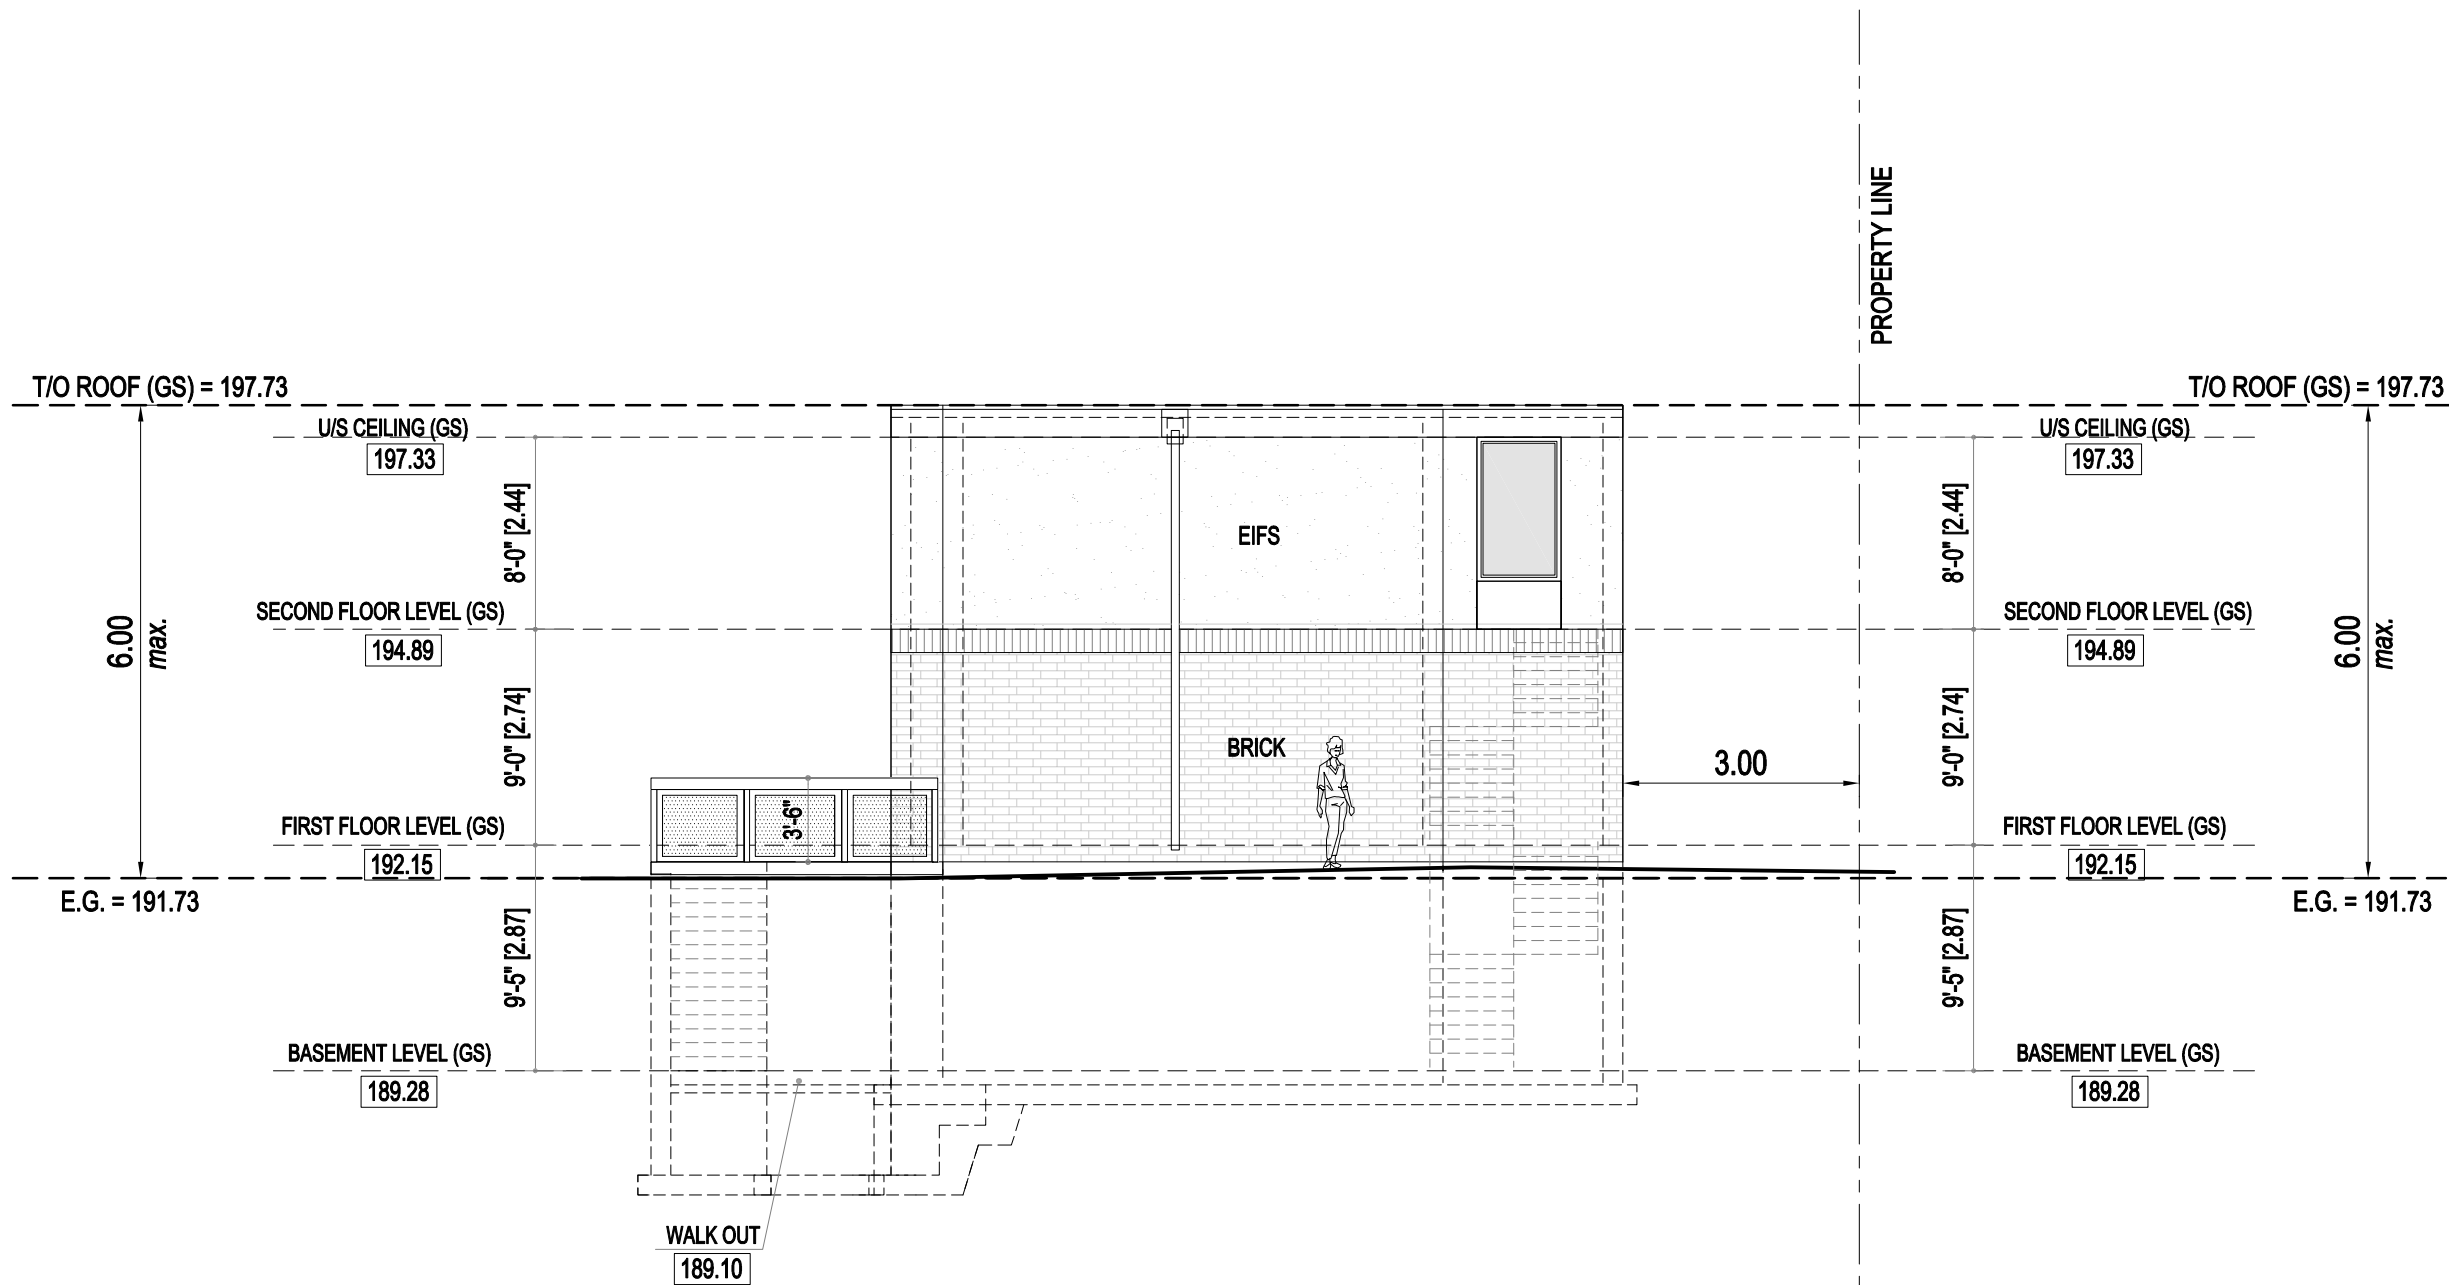 PROPERTY LINE
T/O ROOF (GS) = 197.73
T/O ROOF (GS) = 197.73
U/S CEILING (GS)
197.33
U/S CEILING (GS)
197.33
8'-0" [2.44]
8'-0" [2.44]
EIFS
SECOND FLOOR LEVEL (GS)
194.89
SECOND FLOOR LEVEL (GS)
194.89
6.00
max.
6.00
max.
9'-0" [2.74]
9'-0" [2.74]
BRICK
3.00
3'-6"
FIRST FLOOR LEVEL (GS)
192.15
FIRST FLOOR LEVEL (GS)
192.15
E.G. = 191.73
E.G. = 191.73
9'-5" [2.87]
9'-5" [2.87]
BASEMENT LEVEL (GS)
189.28
BASEMENT LEVEL (GS)
189.28
WALK OUT
189.10